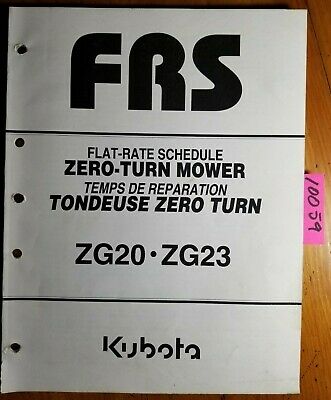 FRS
FLAT-RATE SCHEDULE
ZERO-TURN MOWER
TEMPS DE REPARATION
TONDEUSE ZERO TURN
ZG20 · ZG23
Kubota
10059